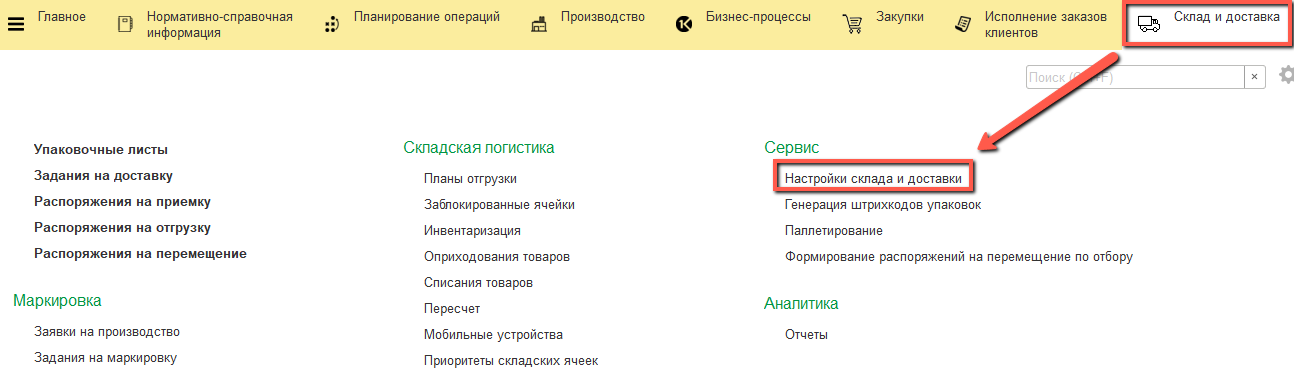 Главное
Нормативно-справочная
информация
Планирование операций
Производство
Бизнес-процессы
Закупки
Исполнение заказов
клиентов
Склад и доставка
Поиск (Ctrl+F)
×
Упаковочные листы
Задания на доставку
Распоряжения на приемку
Распоряжения на отгрузку
Распоряжения на перемещение
Маркировка
Заявки на производство
Задания на маркировку
Складская логистика
Планы отгрузки
Заблокированные ячейки
Инвентаризация
Оприходования товаров
Списания товаров
Пересчет
Мобильные устройства
Приоритеты складских ячеек
Сервис
Настройки склада и доставки
Генерация штрихкодов упаковок
Паллетирование
Формирование распоряжений на перемещение по отбору
Аналитика
Отчеты